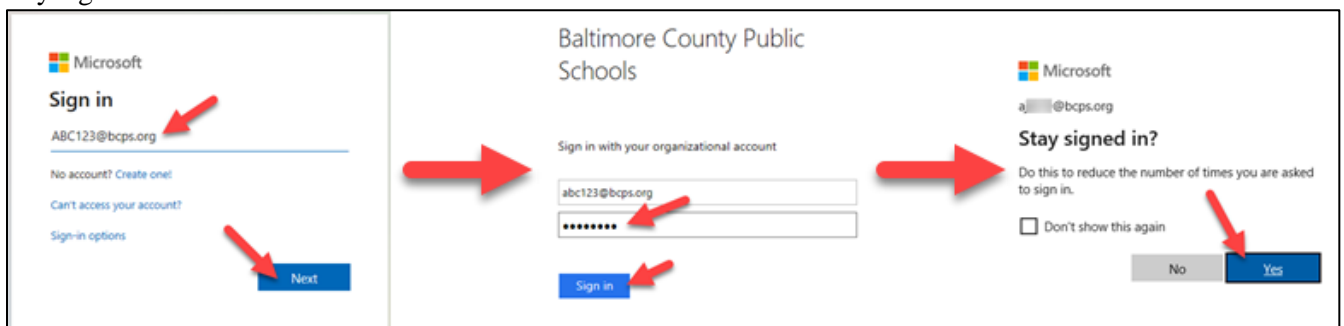 Microsoft
Sign in
ABC123@bcps.org
No account? Create one!
Can't access your account?
Sign-in options
Next
Baltimore County Public
Schools
Sign in with your organizational account
abc123@bcps.org
••••••••
Sign in
Microsoft
aj @bcps.org
Stay signed in?
Do this to reduce the number of times you are asked
to sign in.
Don't show this again
No
Yes